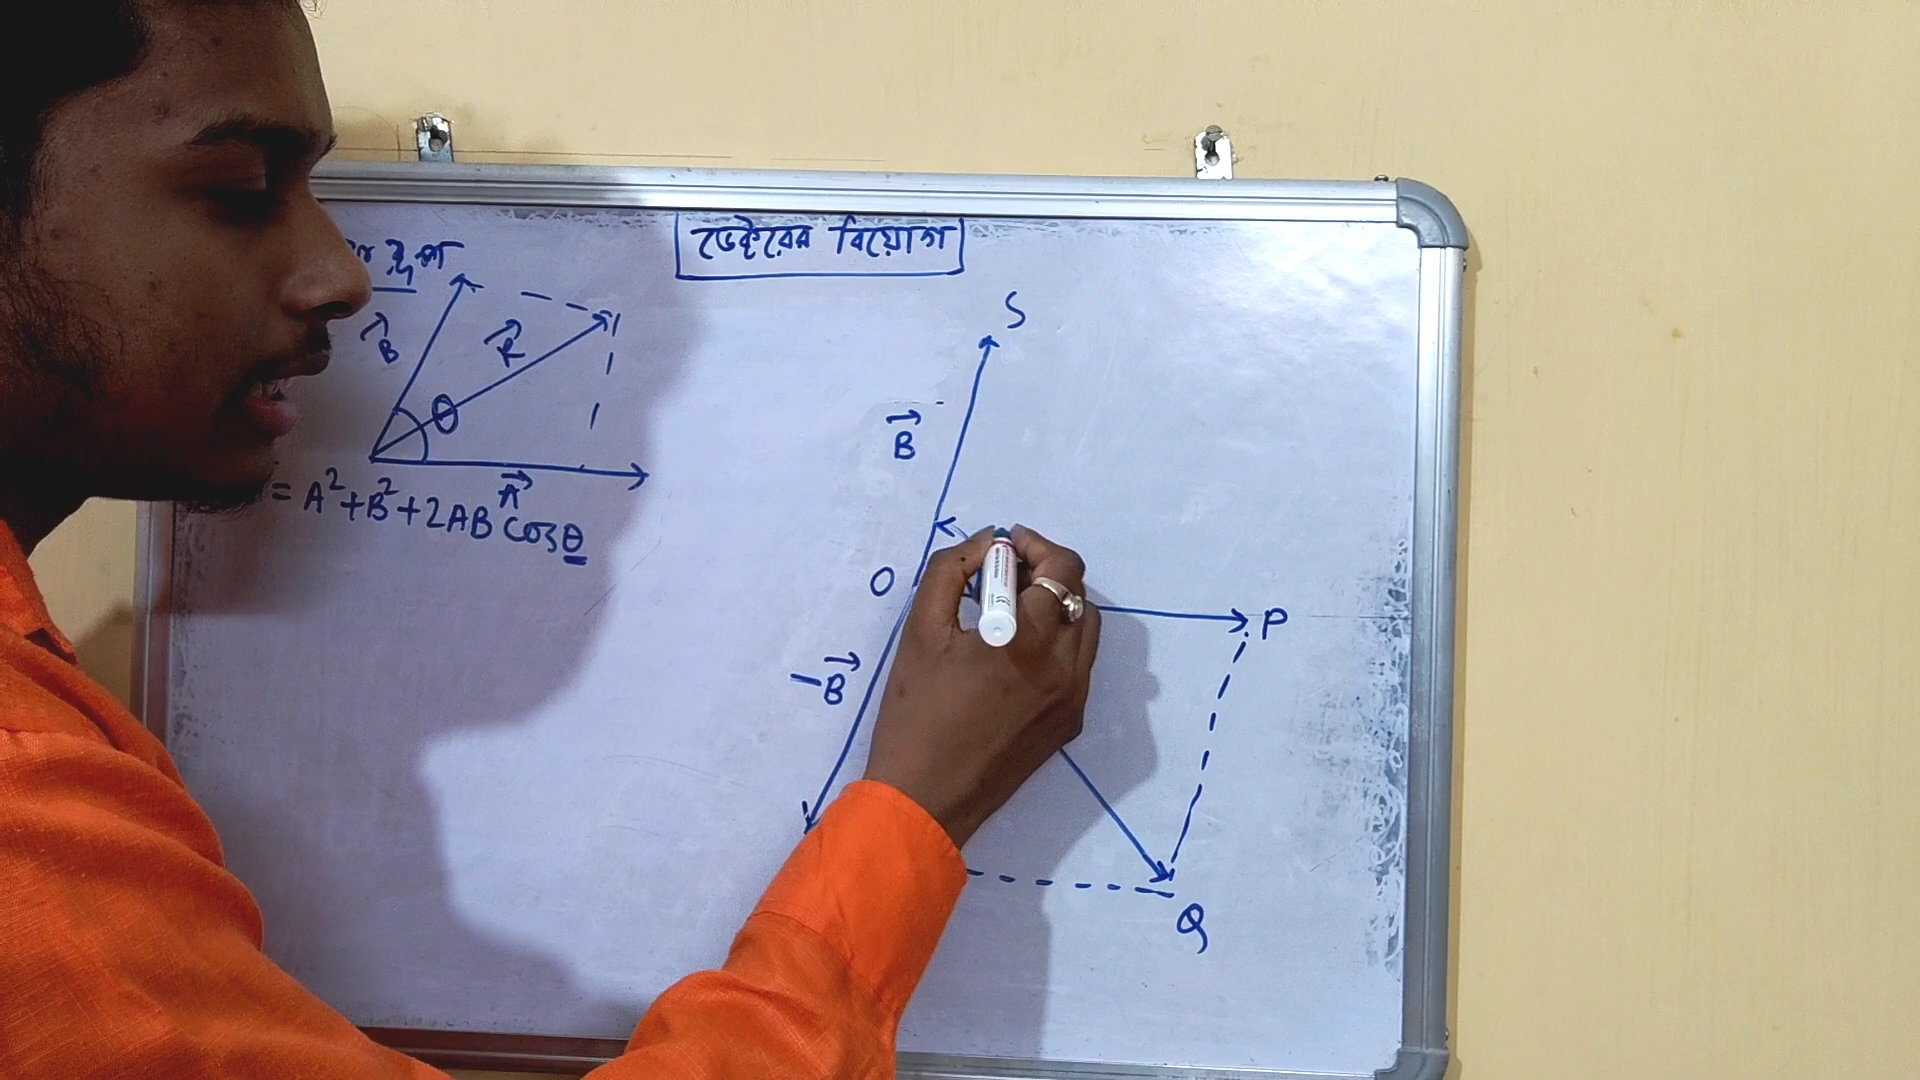 ভেক্টরের বিয়োগ
B
R
θ
A
= A²+B²+2AB cosθ
S
B
O
P
-B
Q